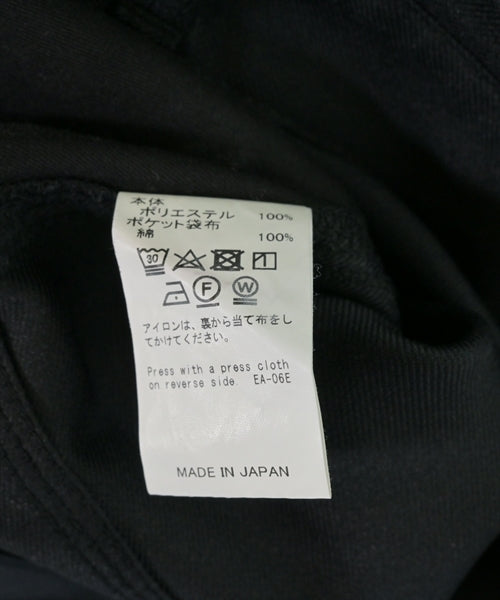 本体
ポリエステル 100%
ポケット袋布
綿 100%
30
F W
アイロンは、裏から当て布をし
てかけてください。
Press with a press cloth
on reverse side. EA-06E
MADE IN JAPAN